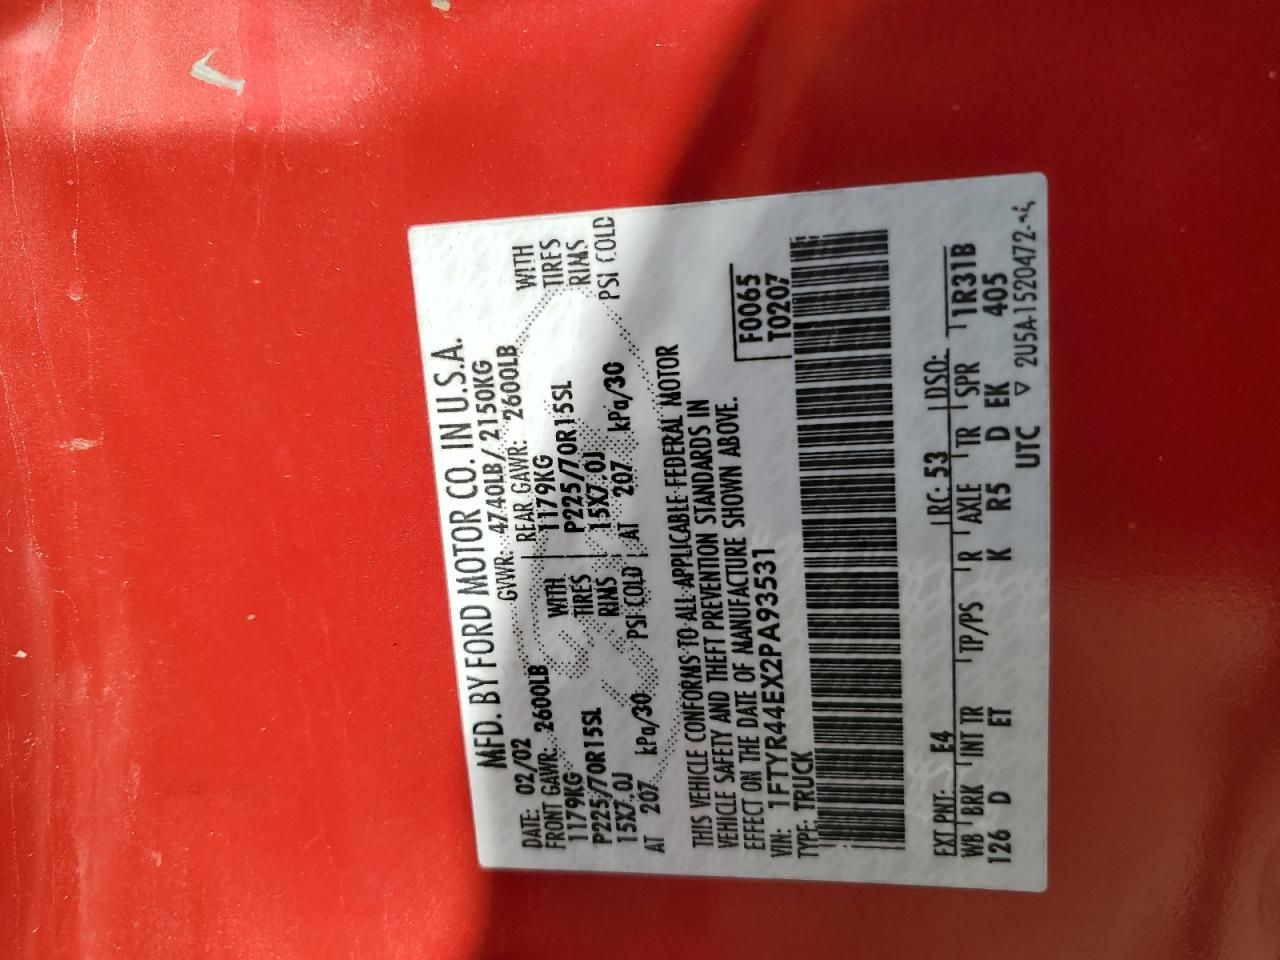 MFD. BY FORD MOTOR CO. IN U.S.A.
DATE: 02/02 GVWR: 4740LB/2150KG
FRONT GAWR: 2600LB REAR GAWR: 2600LB
1179KG WITH 1179KG WITH
P225/70R15SL TIRES P225/70R15SL TIRES
15X7.0J RIMS 15X7.0J RIMS
AT 207 kPa/30 PSI COLD AT 207 kPa/30 PSI COLD
THIS VEHICLE CONFORMS TO ALL APPLICABLE FEDERAL MOTOR
VEHICLE SAFETY AND THEFT PREVENTION STANDARDS IN
EFFECT ON THE DATE OF MANUFACTURE SHOWN ABOVE.
VIN: 1FTYR44EX2PA93531 F0065
TYPE: TRUCK T0207
EXT PNT: E4 RC: 53 DSO:
WB BRK INT TR TP/PS R AXLE TR SPR 1R31B
126 D ET K R5 D EK 405
UTC ▽ 2U5A-1520472-